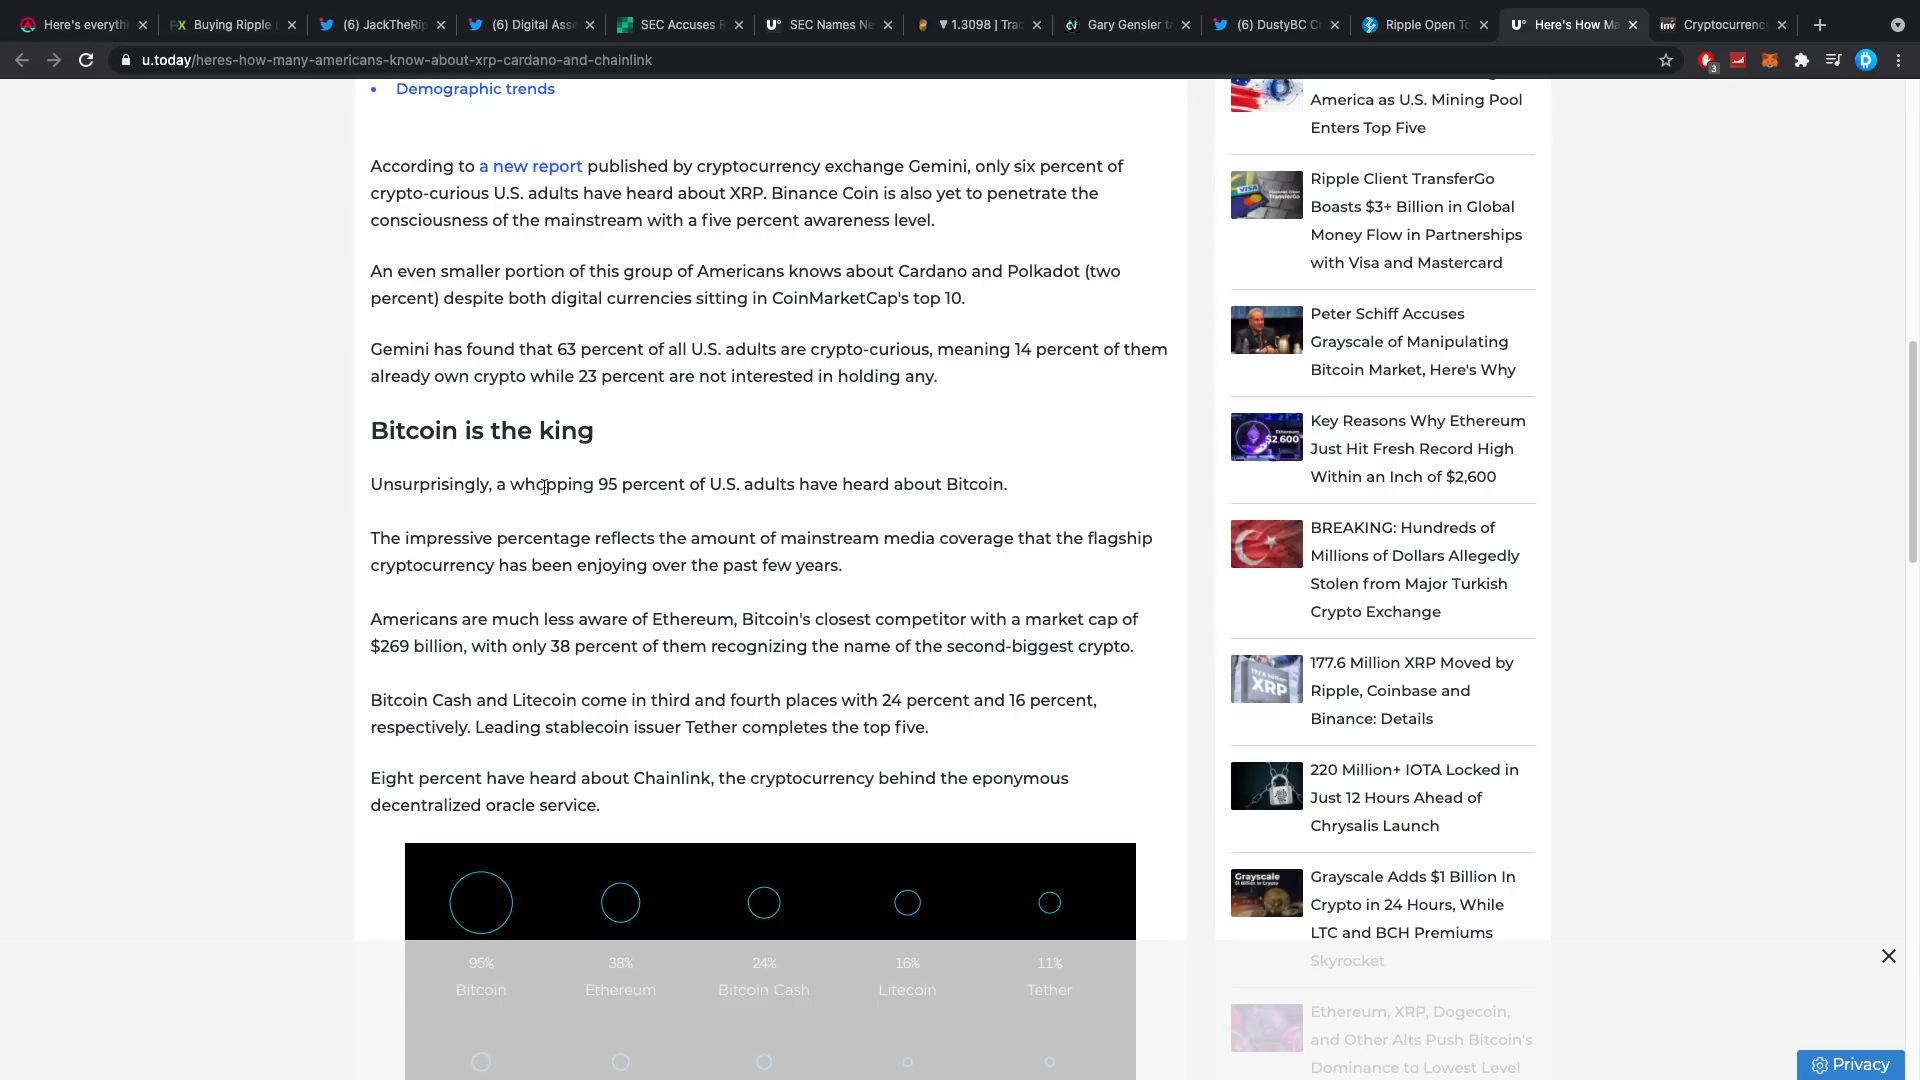 Here's everythi
Buying Ripple
(6) JackTheRip
(6) Digital Ass
SEC Accuses R
SEC Names Ne
▼ 1.3098 | Trac
Gary Gensler ta
(6) DustyBC C
Ripple Open To
Here's How Ma
Cryptocurrenc
u.today/heres-how-many-americans-know-about-xrp-cardano-and-chainlink
3
• Demographic trends
According to a new report published by cryptocurrency exchange Gemini, only six percent of
crypto-curious U.S. adults have heard about XRP. Binance Coin is also yet to penetrate the
consciousness of the mainstream with a five percent awareness level.
An even smaller portion of this group of Americans knows about Cardano and Polkadot (two
percent) despite both digital currencies sitting in CoinMarketCap's top 10.
Gemini has found that 63 percent of all U.S. adults are crypto-curious, meaning 14 percent of them
already own crypto while 23 percent are not interested in holding any.
Bitcoin is the king
Unsurprisingly, a whopping 95 percent of U.S. adults have heard about Bitcoin.
The impressive percentage reflects the amount of mainstream media coverage that the flagship
cryptocurrency has been enjoying over the past few years.
Americans are much less aware of Ethereum, Bitcoin's closest competitor with a market cap of
$269 billion, with only 38 percent of them recognizing the name of the second-biggest crypto.
Bitcoin Cash and Litecoin come in third and fourth places with 24 percent and 16 percent,
respectively. Leading stablecoin issuer Tether completes the top five.
Eight percent have heard about Chainlink, the cryptocurrency behind the eponymous
decentralized oracle service.
95% 38% 24% 16% 11%
Bitcoin Ethereum Bitcoin Cash Litecoin Tether
America as U.S. Mining Pool
Enters Top Five
Ripple Client TransferGo
Boasts $3+ Billion in Global
Money Flow in Partnerships
with Visa and Mastercard
Peter Schiff Accuses
Grayscale of Manipulating
Bitcoin Market, Here's Why
Key Reasons Why Ethereum
Just Hit Fresh Record High
Within an Inch of $2,600
BREAKING: Hundreds of
Millions of Dollars Allegedly
Stolen from Major Turkish
Crypto Exchange
177.6 Million XRP Moved by
Ripple, Coinbase and
Binance: Details
220 Million+ IOTA Locked in
Just 12 Hours Ahead of
Chrysalis Launch
Grayscale Adds $1 Billion In
Crypto in 24 Hours, While
LTC and BCH Premiums
Skyrocket
Ethereum, XRP, Dogecoin,
and Other Alts Push Bitcoin's
Dominance to Lowest Level
Privacy